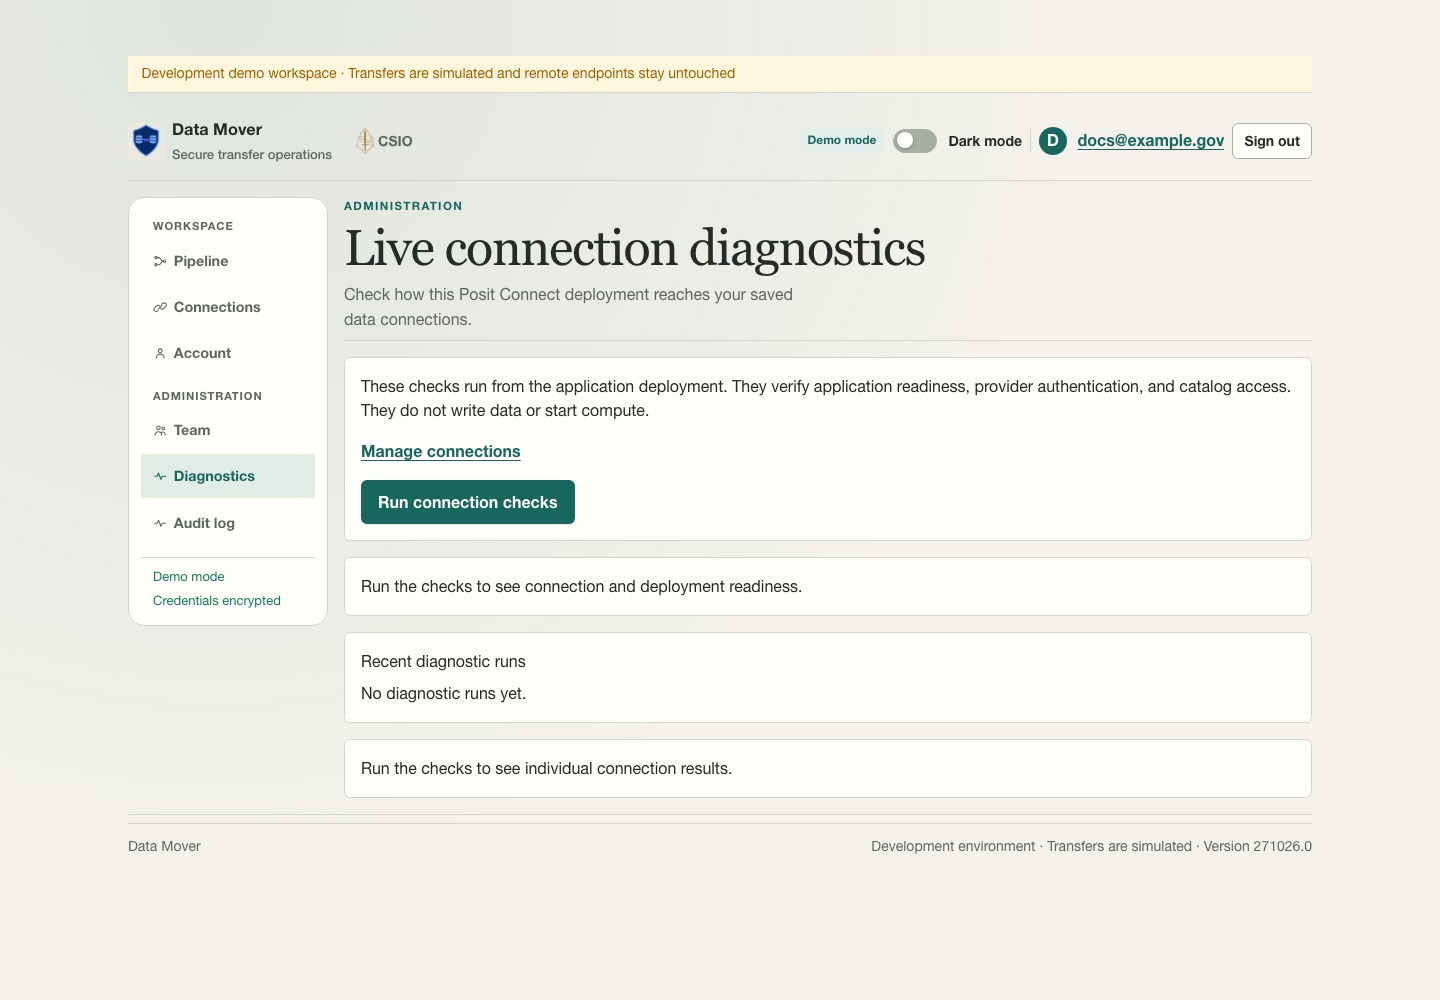 Development demo workspace · Transfers are simulated and remote endpoints stay untouched
Data Mover
Secure transfer operations
CSIO
Demo mode
Dark mode
D
docs@example.gov
Sign out
WORKSPACE
Pipeline
Connections
Account
ADMINISTRATION
Team
Diagnostics
Audit log
Demo mode
Credentials encrypted
ADMINISTRATION
Live connection diagnostics
Check how this Posit Connect deployment reaches your saved
data connections.
These checks run from the application deployment. They verify application readiness, provider authentication, and catalog access.
They do not write data or start compute.
Manage connections
Run connection checks
Run the checks to see connection and deployment readiness.
Recent diagnostic runs
No diagnostic runs yet.
Run the checks to see individual connection results.
Data Mover
Development environment · Transfers are simulated · Version 271026.0